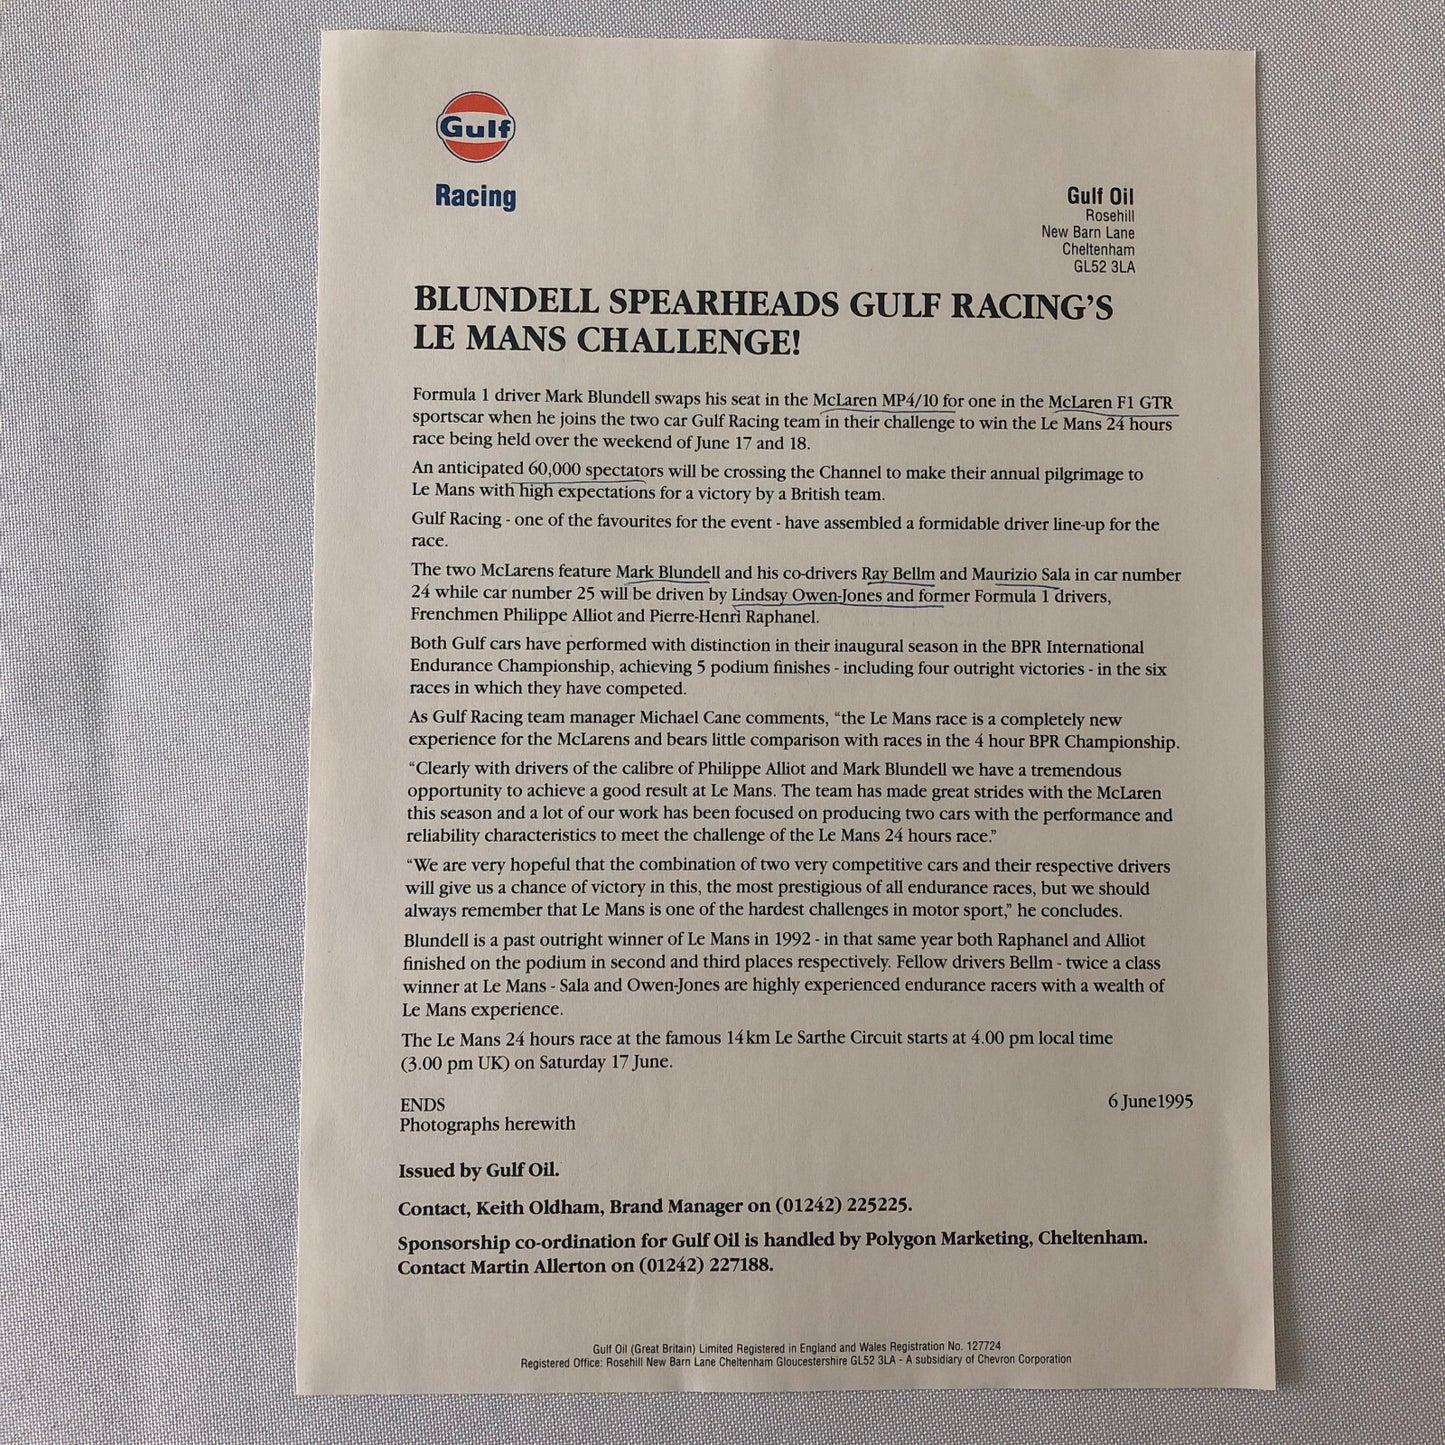 Gulf
Racing
Gulf Oil
Rosehill
New Barn Lane
Cheltenham
GL52 3LA
BLUNDELL SPEARHEADS GULF RACING'S
LE MANS CHALLENGE!
Formula 1 driver Mark Blundell swaps his seat in the McLaren MP4/10 for one in the McLaren F1 GTR
sportscar when he joins the two car Gulf Racing team in their challenge to win the Le Mans 24 hours
race being held over the weekend of June 17 and 18.
An anticipated 60,000 spectators will be crossing the Channel to make their annual pilgrimage to
Le Mans with high expectations for a victory by a British team.
Gulf Racing - one of the favourites for the event - have assembled a formidable driver line-up for the
race.
The two McLarens feature Mark Blundell and his co-drivers Ray Bellm and Maurizio Sala in car number
24 while car number 25 will be driven by Lindsay Owen-Jones and former Formula 1 drivers,
Frenchmen Philippe Alliot and Pierre-Henri Raphanel.
Both Gulf cars have performed with distinction in their inaugural season in the BPR International
Endurance Championship, achieving 5 podium finishes - including four outright victories - in the six
races in which they have competed.
As Gulf Racing team manager Michael Cane comments, “the Le Mans race is a completely new
experience for the McLarens and bears little comparison with races in the 4 hour BPR Championship.
“Clearly with drivers of the calibre of Philippe Alliot and Mark Blundell we have a tremendous
opportunity to achieve a good result at Le Mans. The team has made great strides with the McLaren
this season and a lot of our work has been focused on producing two cars with the performance and
reliability characteristics to meet the challenge of the Le Mans 24 hours race.”
“We are very hopeful that the combination of two very competitive cars and their respective drivers
will give us a chance of victory in this, the most prestigious of all endurance races, but we should
always remember that Le Mans is one of the hardest challenges in motor sport,” he concludes.
Blundell is a past outright winner of Le Mans in 1992 - in that same year both Raphanel and Alliot
finished on the podium in second and third places respectively. Fellow drivers Bellm - twice a class
winner at Le Mans - Sala and Owen-Jones are highly experienced endurance racers with a wealth of
Le Mans experience.
The Le Mans 24 hours race at the famous 14km Le Sarthe Circuit starts at 4.00 pm local time
(3.00 pm UK) on Saturday 17 June.
ENDS 6 June1995
Photographs herewith
Issued by Gulf Oil.
Contact, Keith Oldham, Brand Manager on (01242) 225225.
Sponsorship co-ordination for Gulf Oil is handled by Polygon Marketing, Cheltenham.
Contact Martin Allerton on (01242) 227188.
Gulf Oil (Great Britain) Limited Registered in England and Wales Registration No. 127724
Registered Office: Rosehill New Barn Lane Cheltenham Gloucestershire GL52 3LA - A subsidiary of Chevron Corporation